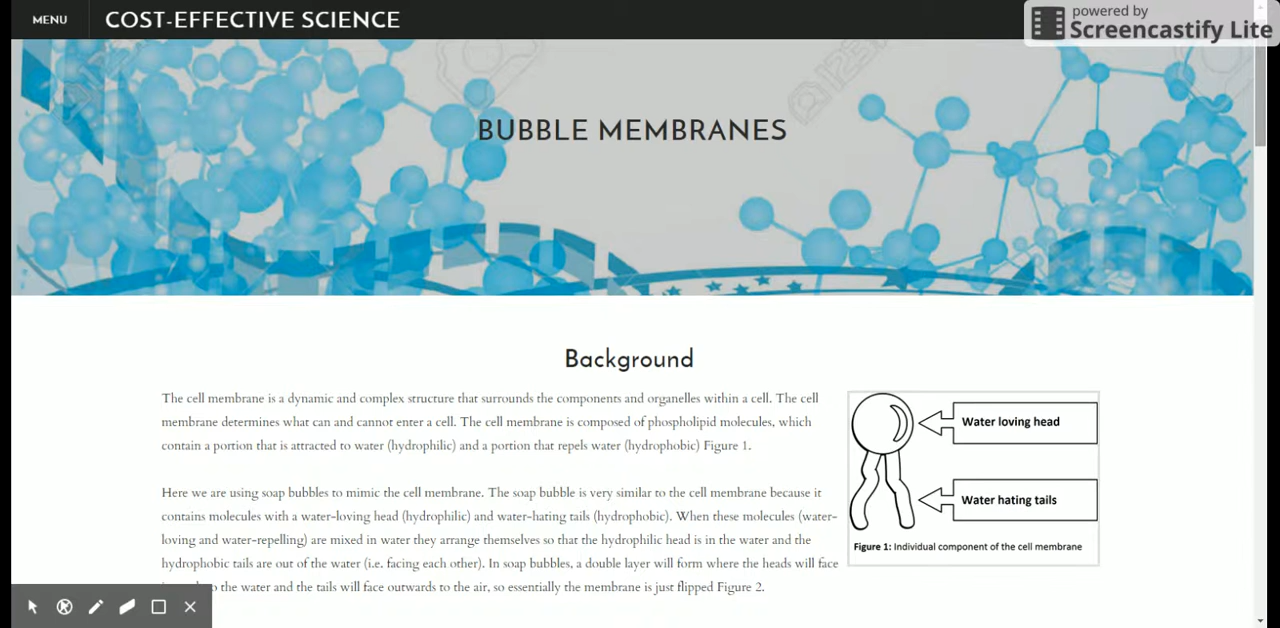 MENU
COST-EFFECTIVE SCIENCE
powered by
Screencastify Lite
BUBBLE MEMBRANES
Background
The cell membrane is a dynamic and complex structure that surrounds the components and organelles within a cell. The cell
membrane determines what can and cannot enter a cell. The cell membrane is composed of phospholipid molecules, which
contain a portion that is attracted to water (hydrophilic) and a portion that repels water (hydrophobic) Figure 1.
Here we are using soap bubbles to mimic the cell membrane. The soap bubble is very similar to the cell membrane because it
contains molecules with a water-loving head (hydrophilic) and water-hating tails (hydrophobic). When these molecules (water-
loving and water-repelling) are mixed in water they arrange themselves so that the hydrophilic head is in the water and the
hydrophobic tails are out of the water (i.e. facing each other). In soap bubbles, a double layer will form where the heads will face
the water and the tails will face outwards to the air, so essentially the membrane is just flipped Figure 2.
Water loving head
Water hating tails
Figure 1: Individual component of the cell membrane